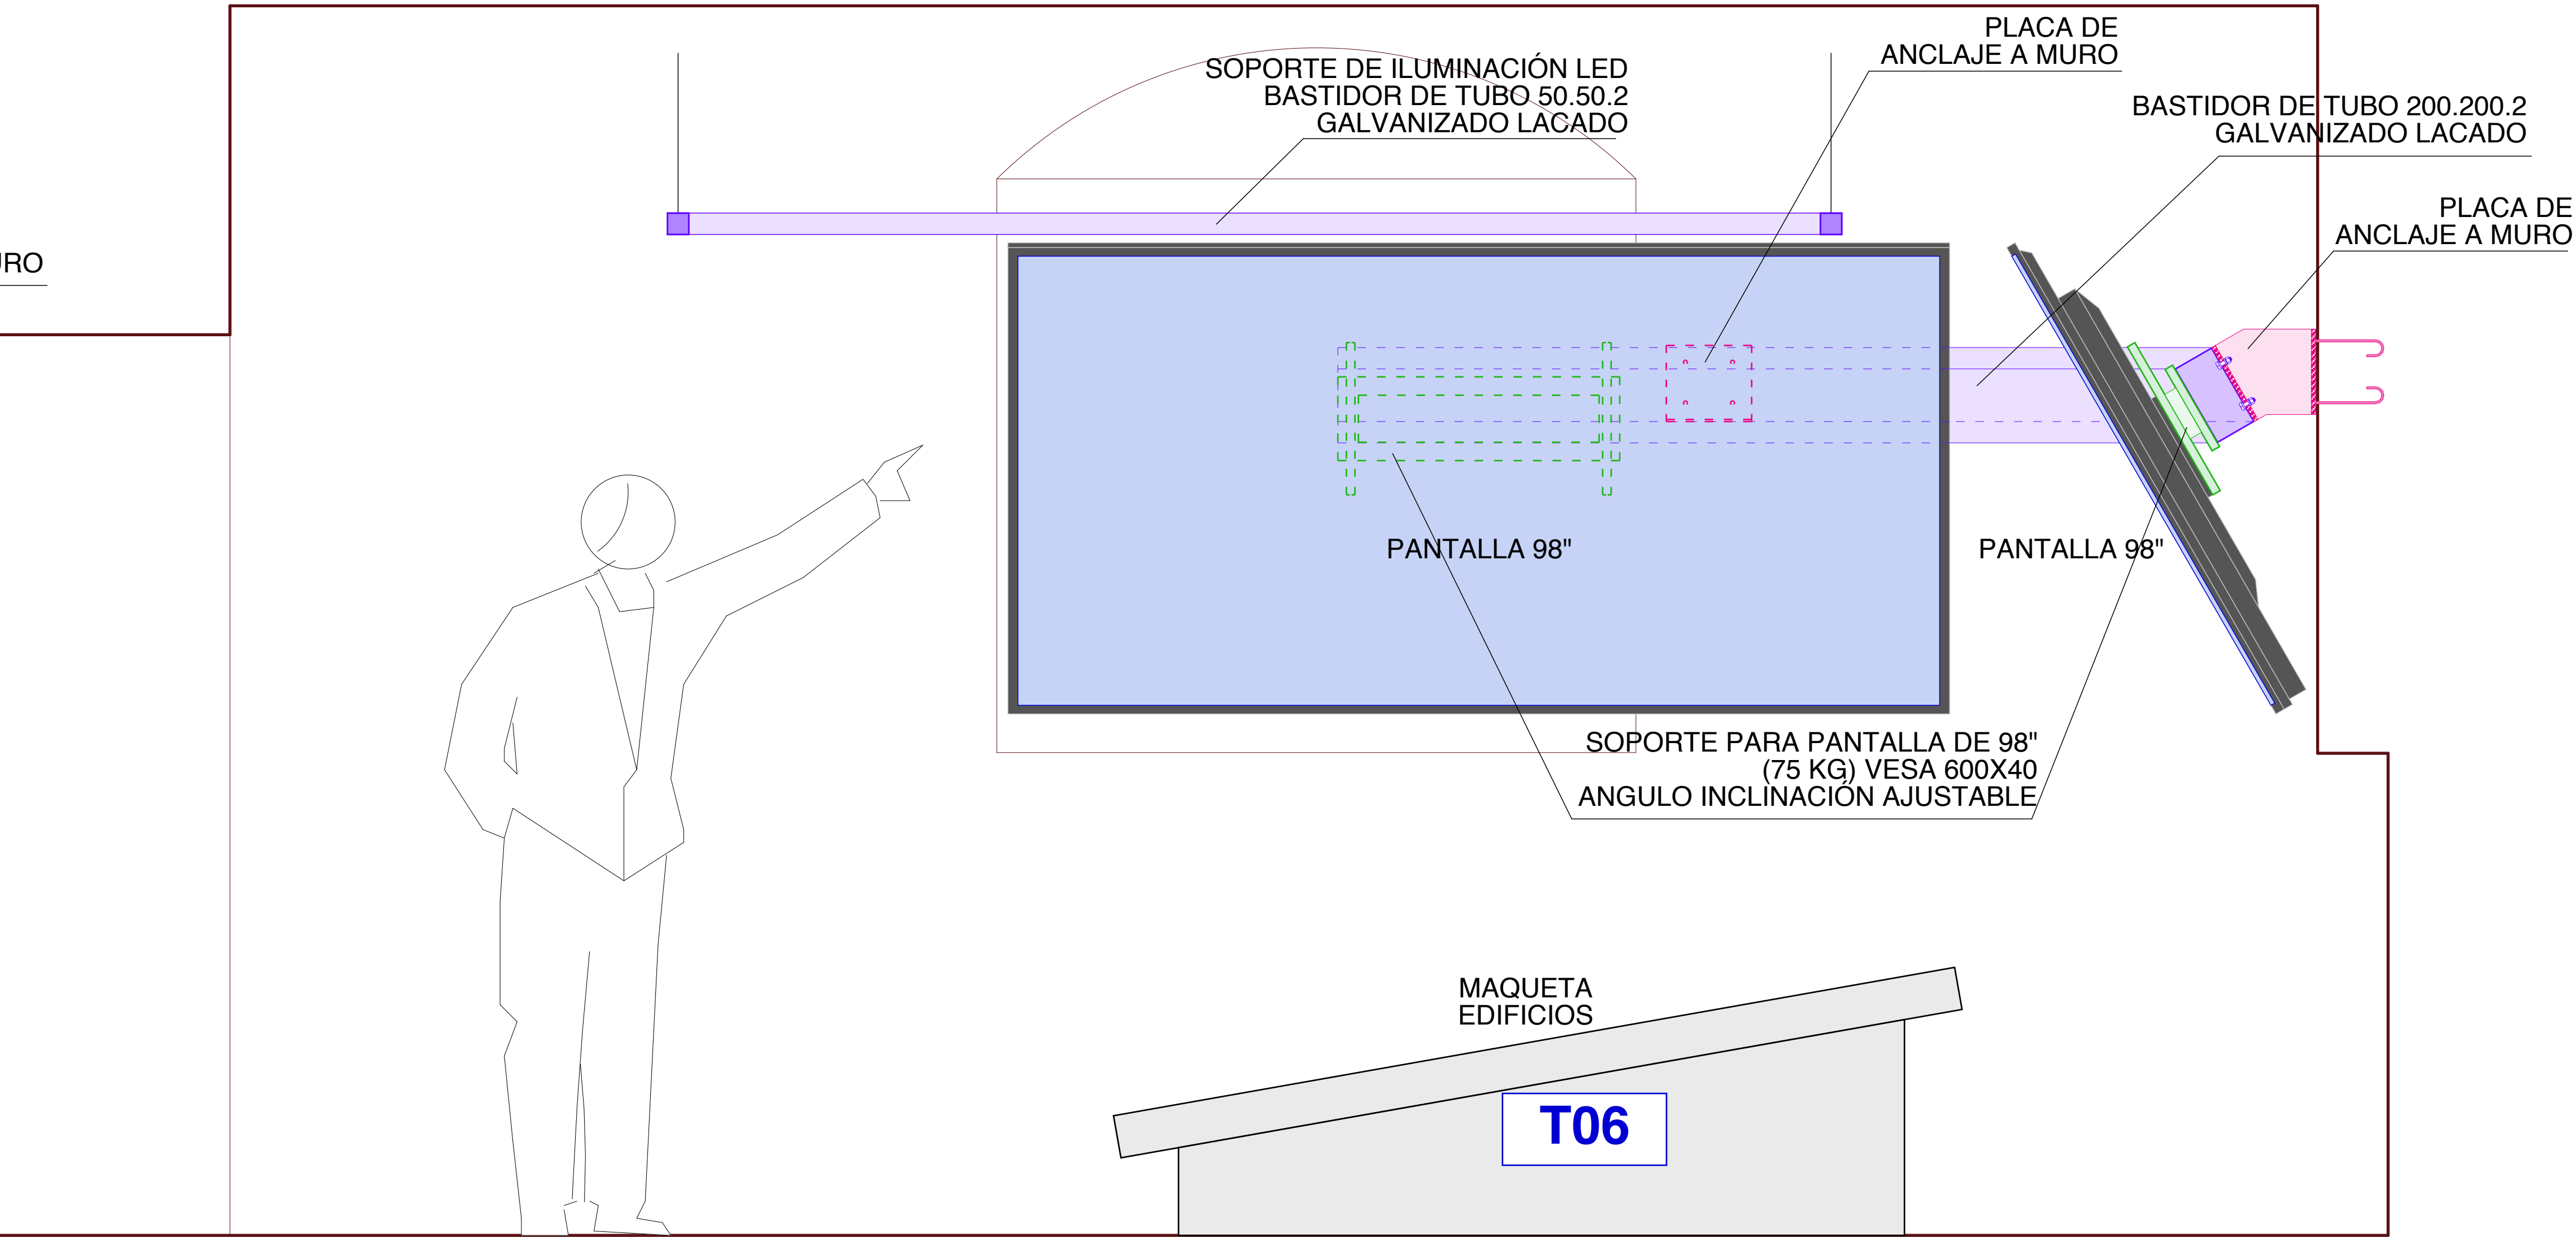 PLACA DE
ANCLAJE A MURO
SOPORTE DE ILUMINACIÓN LED
BASTIDOR DE TUBO 50.50.2
GALVANIZADO LACADO
BASTIDOR DE TUBO 200.200.2
GALVANIZADO LACADO
PLACA DE
ANCLAJE A MURO
PANTALLA 98"
PANTALLA 98"
SOPORTE PARA PANTALLA DE 98"
(75 KG) VESA 600X40
ANGULO INCLINACIÓN AJUSTABLE
MAQUETA
EDIFICIOS
T06